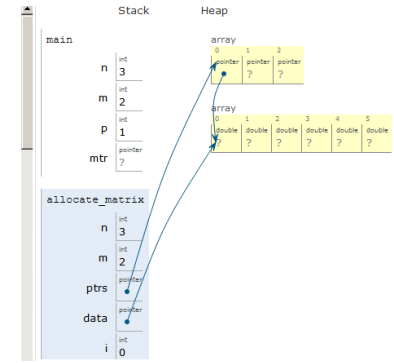 Stack Heap
main
n int 3
m int 2
p int 1
mtr pointer ?
array
0 1 2
pointer pointer pointer
? ?
array
0 1 2 3 4 5
double double double double double double
? ? ? ? ? ?
allocate_matrix
n int 3
m int 2
ptrs pointer
data pointer
i int 0